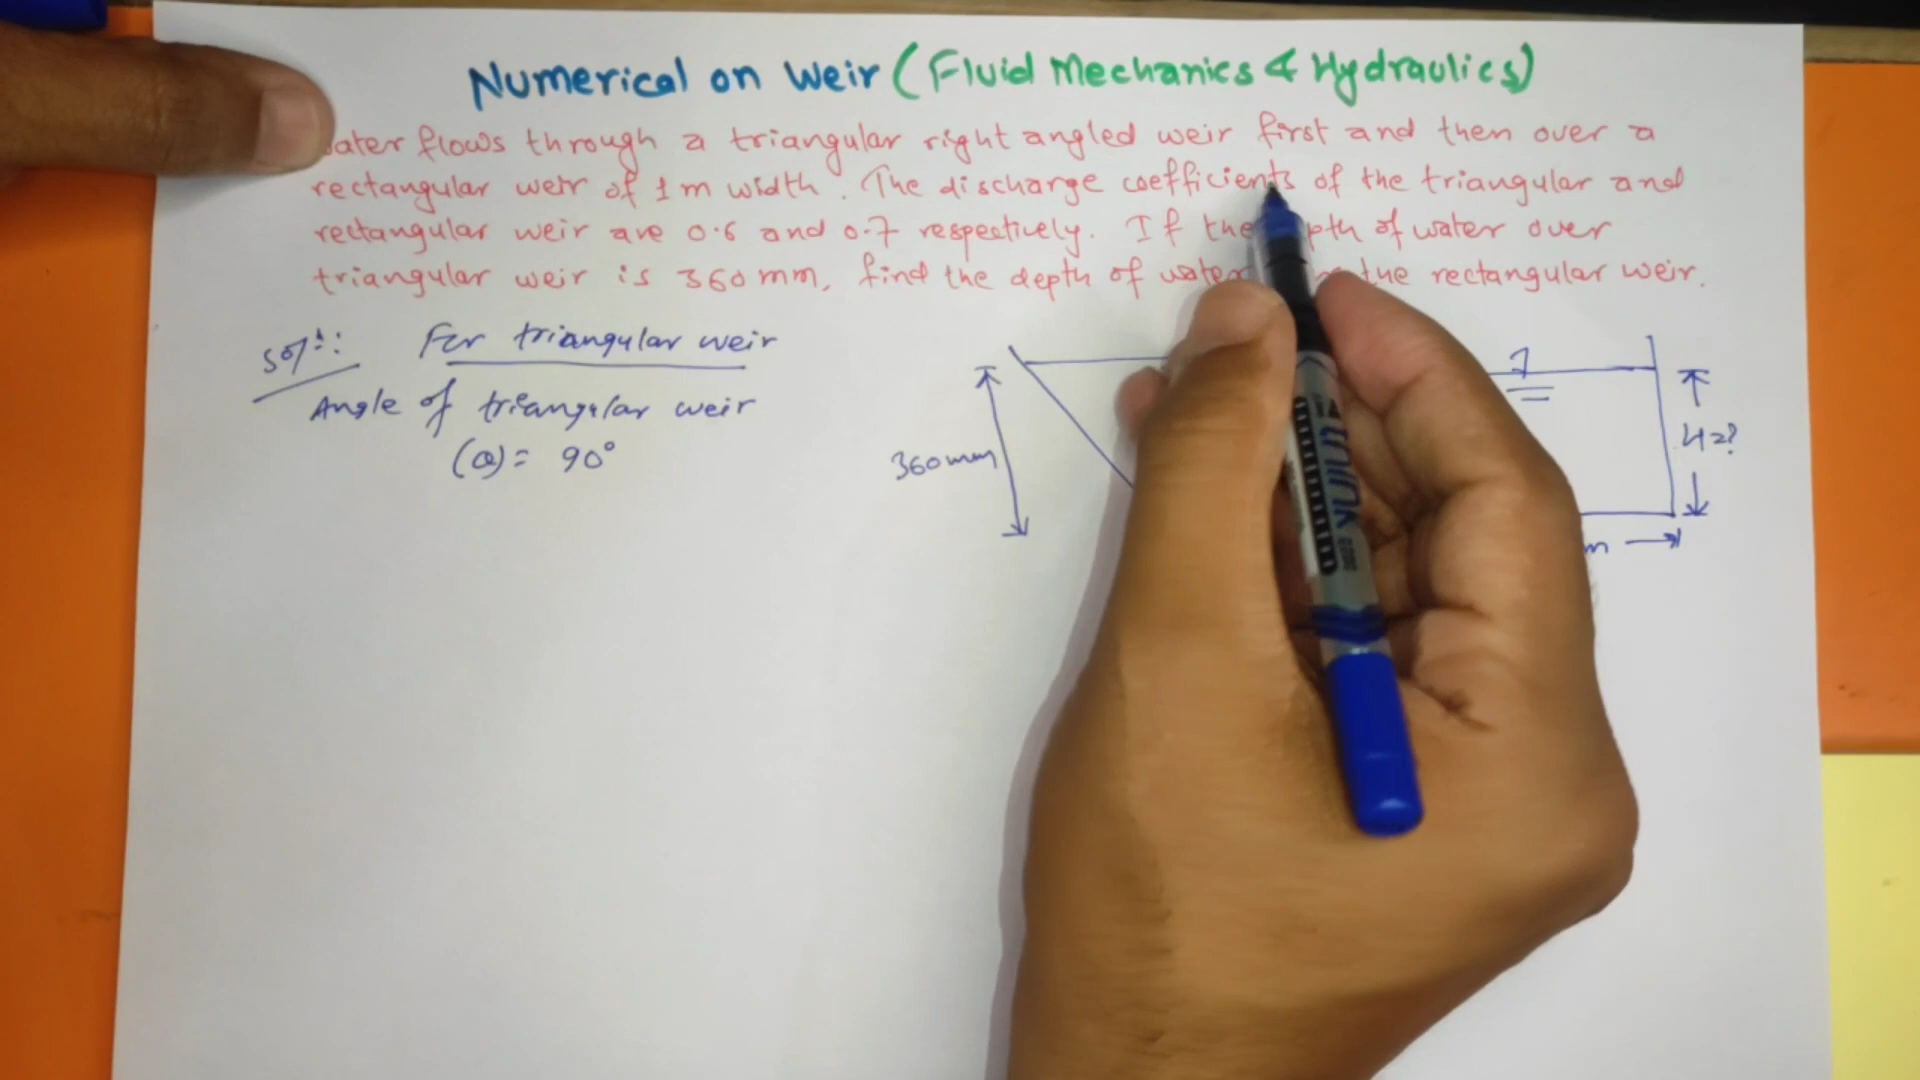 Numerical on Weir (Fluid Mechanics & Hydraulics)
ater flows through a triangular right angled weir first and then over a
rectangular weir of 1 m width. The discharge coefficients of the triangular and
rectangular weir are 0.6 and 0.7 respectively. If the pth of water over
triangular weir is 360 mm, find the depth of water the rectangular weir.
Solⁿ: For triangular weir
Angle of triangular weir
(θ) = 90°
360 mm
H=?
m